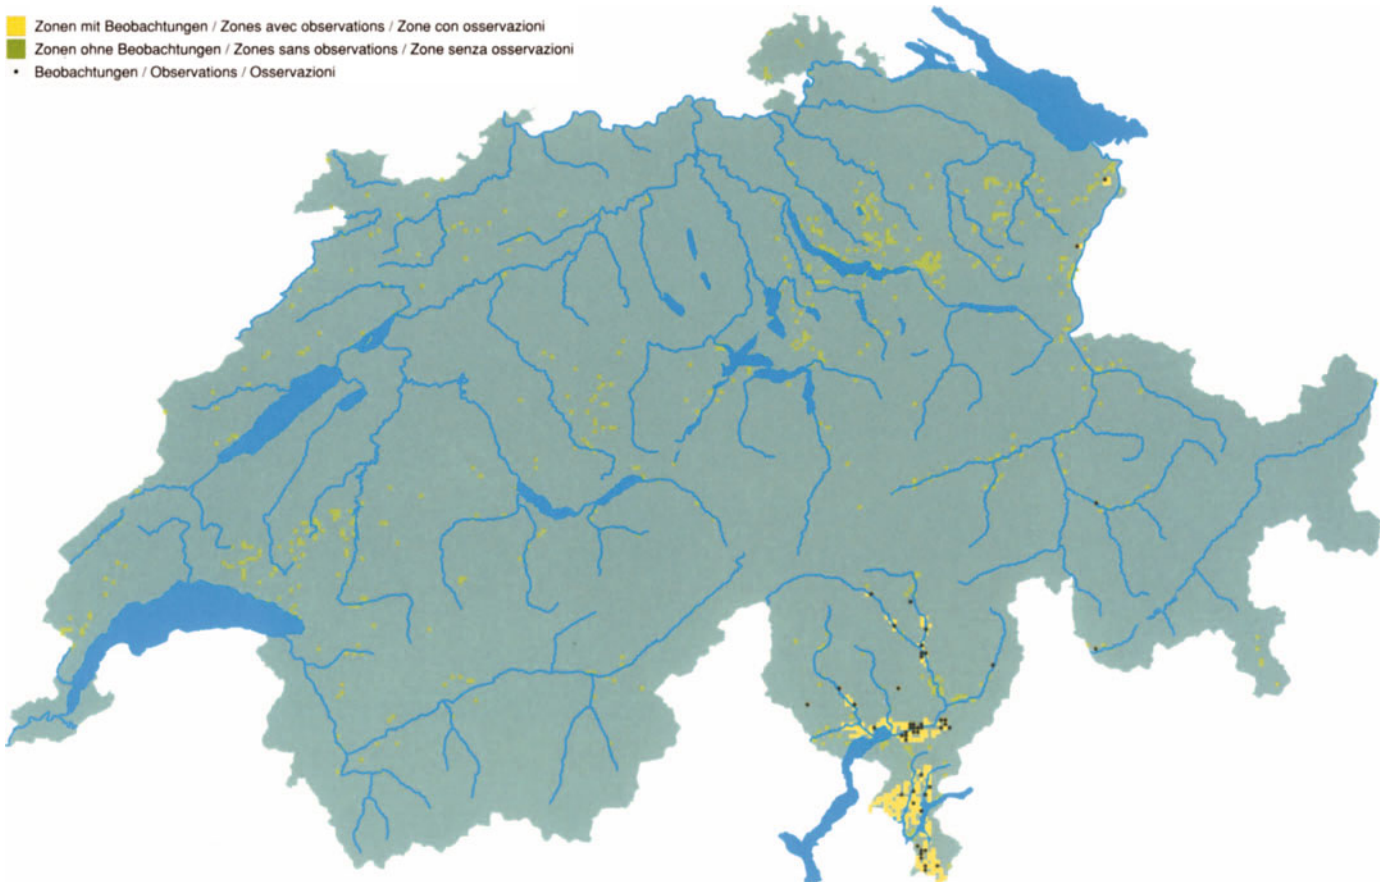 Zonen mit Beobachtungen / Zones avec observations / Zone con osservazioni
Zonen ohne Beobachtungen / Zones sans observations / Zone senza osservazioni
• Beobachtungen / Observations / Osservazioni